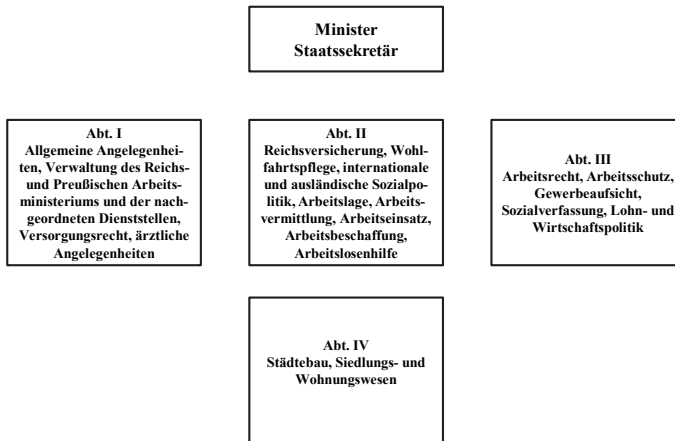 Minister
Staatssekretär
Abt. I
Allgemeine Angelegenhei-
ten, Verwaltung des Reichs-
und Preußischen Arbeits-
ministeriums und der nach-
geordneten Dienststellen,
Versorgungsrecht, ärztliche
Angelegenheiten
Abt. II
Reichsversicherung, Wohl-
fahrtspflege, internationale
und ausländische Sozialpo-
litik, Arbeitslage, Arbeits-
vermittlung, Arbeitseinsatz,
Arbeitsbeschaffung,
Arbeitslosenhilfe
Abt. III
Arbeitsrecht, Arbeitsschutz,
Gewerbeaufsicht,
Sozialverfassung, Lohn- und
Wirtschaftspolitik
Abt. IV
Städtebau, Siedlungs- und
Wohnungswesen